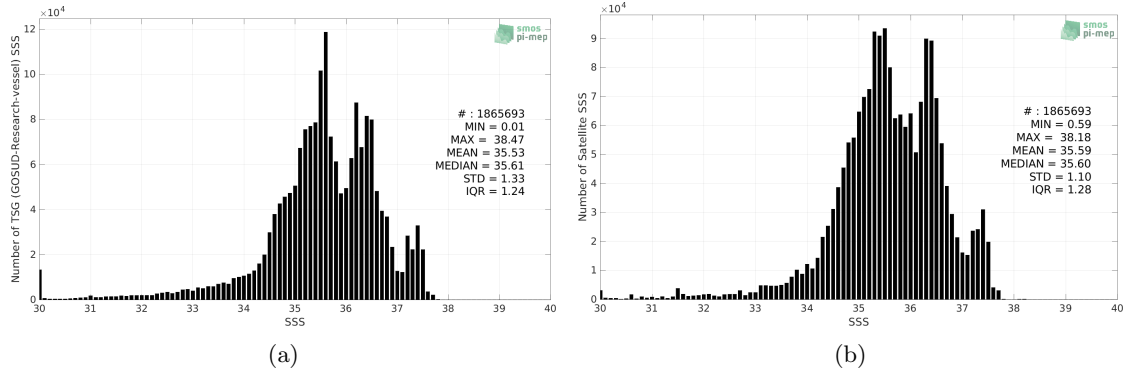 ×10⁴
12
10
8
6
4
2
0
Number of TSG (GOSUD-Research-vessel) SSS
smos
pi-mep
# : 1865693
MIN = 0.01
MAX = 38.47
MEAN = 35.53
MEDIAN = 35.61
STD = 1.33
IQR = 1.24
30 31 32 33 34 35 36 37 38 39 40
SSS
(a)
×10⁴
9
8
7
6
5
4
3
2
1
0
Number of Satellite SSS
smos
pi-mep
# : 1865693
MIN = 0.59
MAX = 38.18
MEAN = 35.59
MEDIAN = 35.60
STD = 1.10
IQR = 1.28
30 31 32 33 34 35 36 37 38 39 40
SSS
(b)